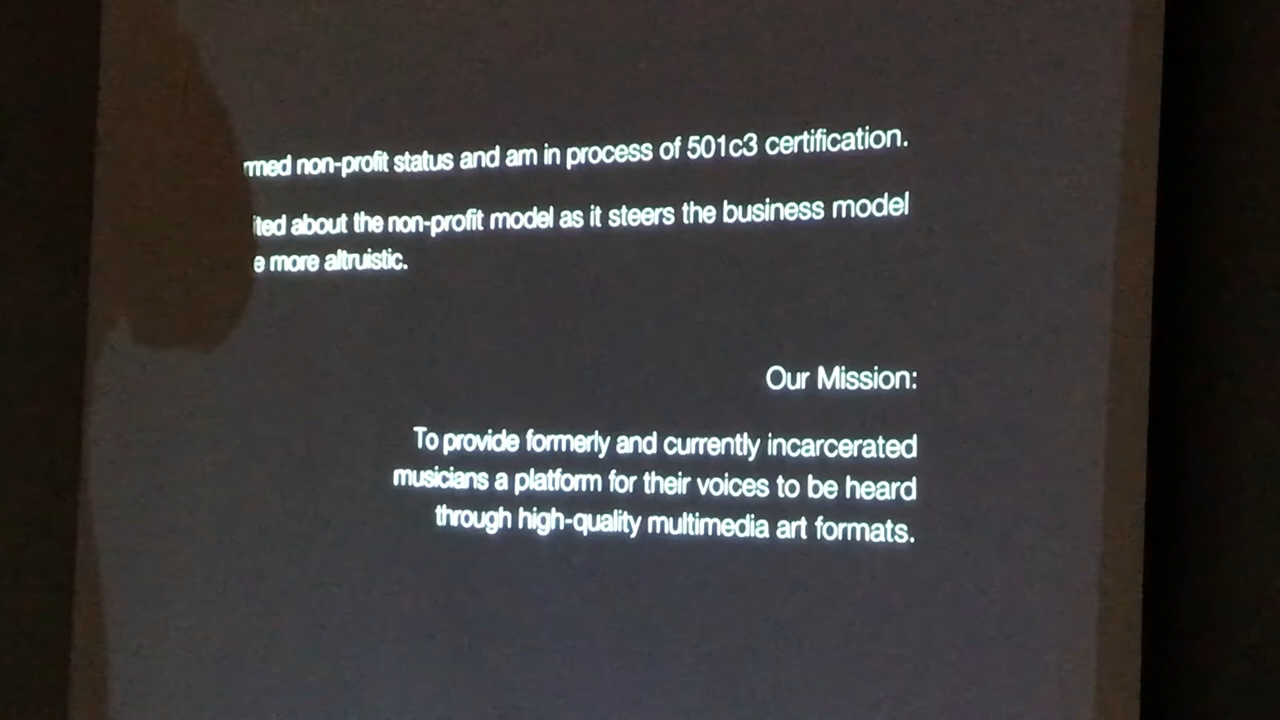 non-profit status and am in process of 501c3 certification.
about the non-profit model as it steers the business model
more altruistic.
Our Mission:
To provide formerly and currently incarcerated
musicians a platform for their voices to be heard
through high-quality multimedia art formats.